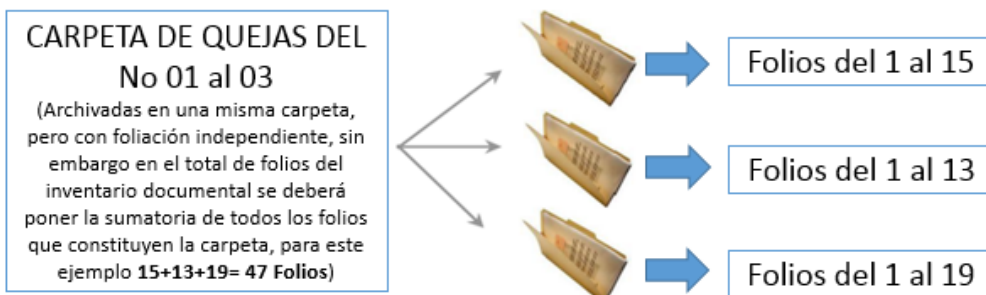 CARPETA DE QUEJAS DEL
No 01 al 03
(Archivadas en una misma carpeta,
pero con foliación independiente, sin
embargo en el total de folios del
inventario documental se deberá
poner la sumatoria de todos los folios
que constituyen la carpeta, para este
ejemplo 15+13+19= 47 Folios)
Folios del 1 al 15
Folios del 1 al 13
Folios del 1 al 19